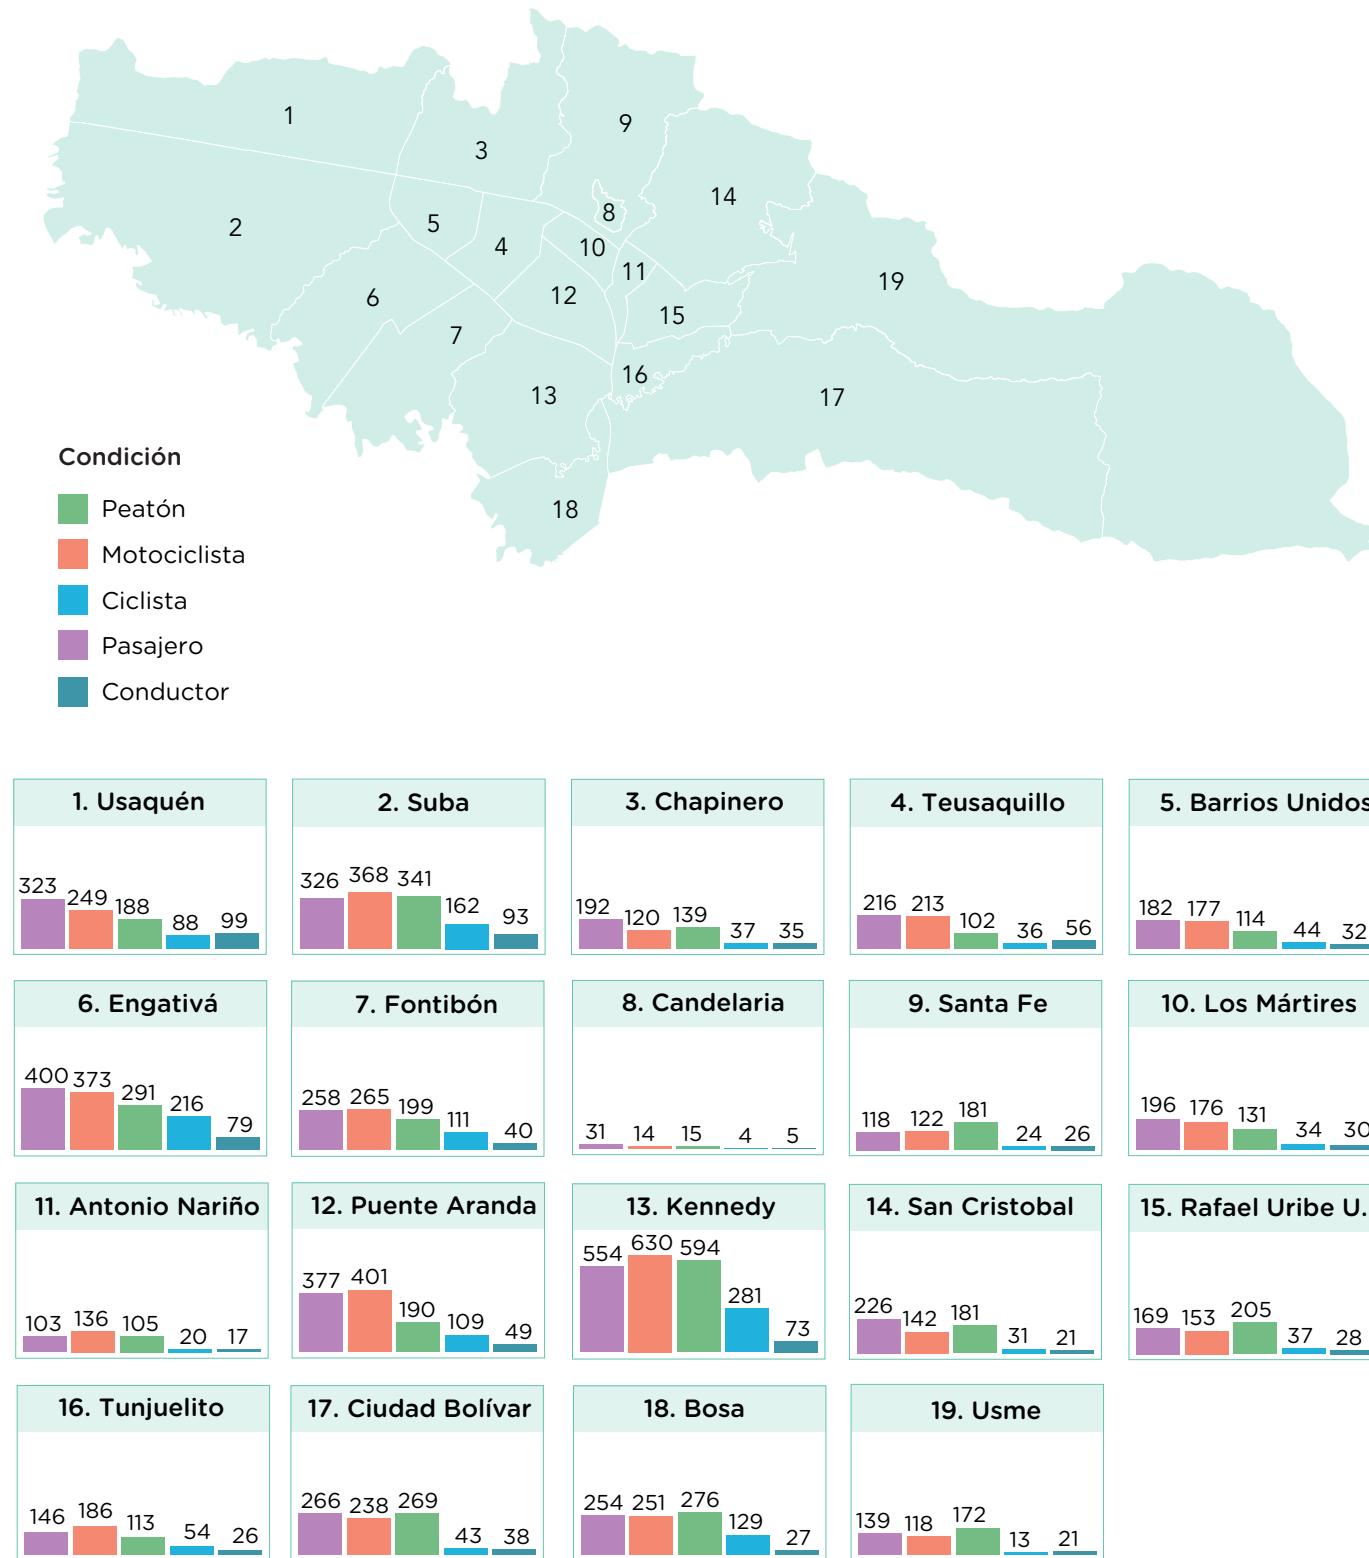 1
2
3
4
5
6
7
8
9
10
11
12
13
14
15
16
17
18
19
Condición
Peatón
Motociclista
Ciclista
Pasajero
Conductor
1. Usaquén
323 249 188 88 99
2. Suba
326 368 341 162 93
3. Chapinero
192 120 139 37 35
4. Teusaquillo
216 213 102 36 56
5. Barrios Unidos
182 177 114 44 32
6. Engativá
400 373 291 216 79
7. Fontibón
258 265 199 111 40
8. Candelaria
31 14 15 4 5
9. Santa Fe
118 122 181 24 26
10. Los Mártires
196 176 131 34 30
11. Antonio Nariño
103 136 105 20 17
12. Puente Aranda
377 401 190 109 49
13. Kennedy
554 630 594 281 73
14. San Cristobal
226 142 181 31 21
15. Rafael Uribe U.
169 153 205 37 28
16. Tunjuelito
146 186 113 54 26
17. Ciudad Bolívar
266 238 269 43 38
18. Bosa
254 251 276 129 27
19. Usme
139 118 172 13 21